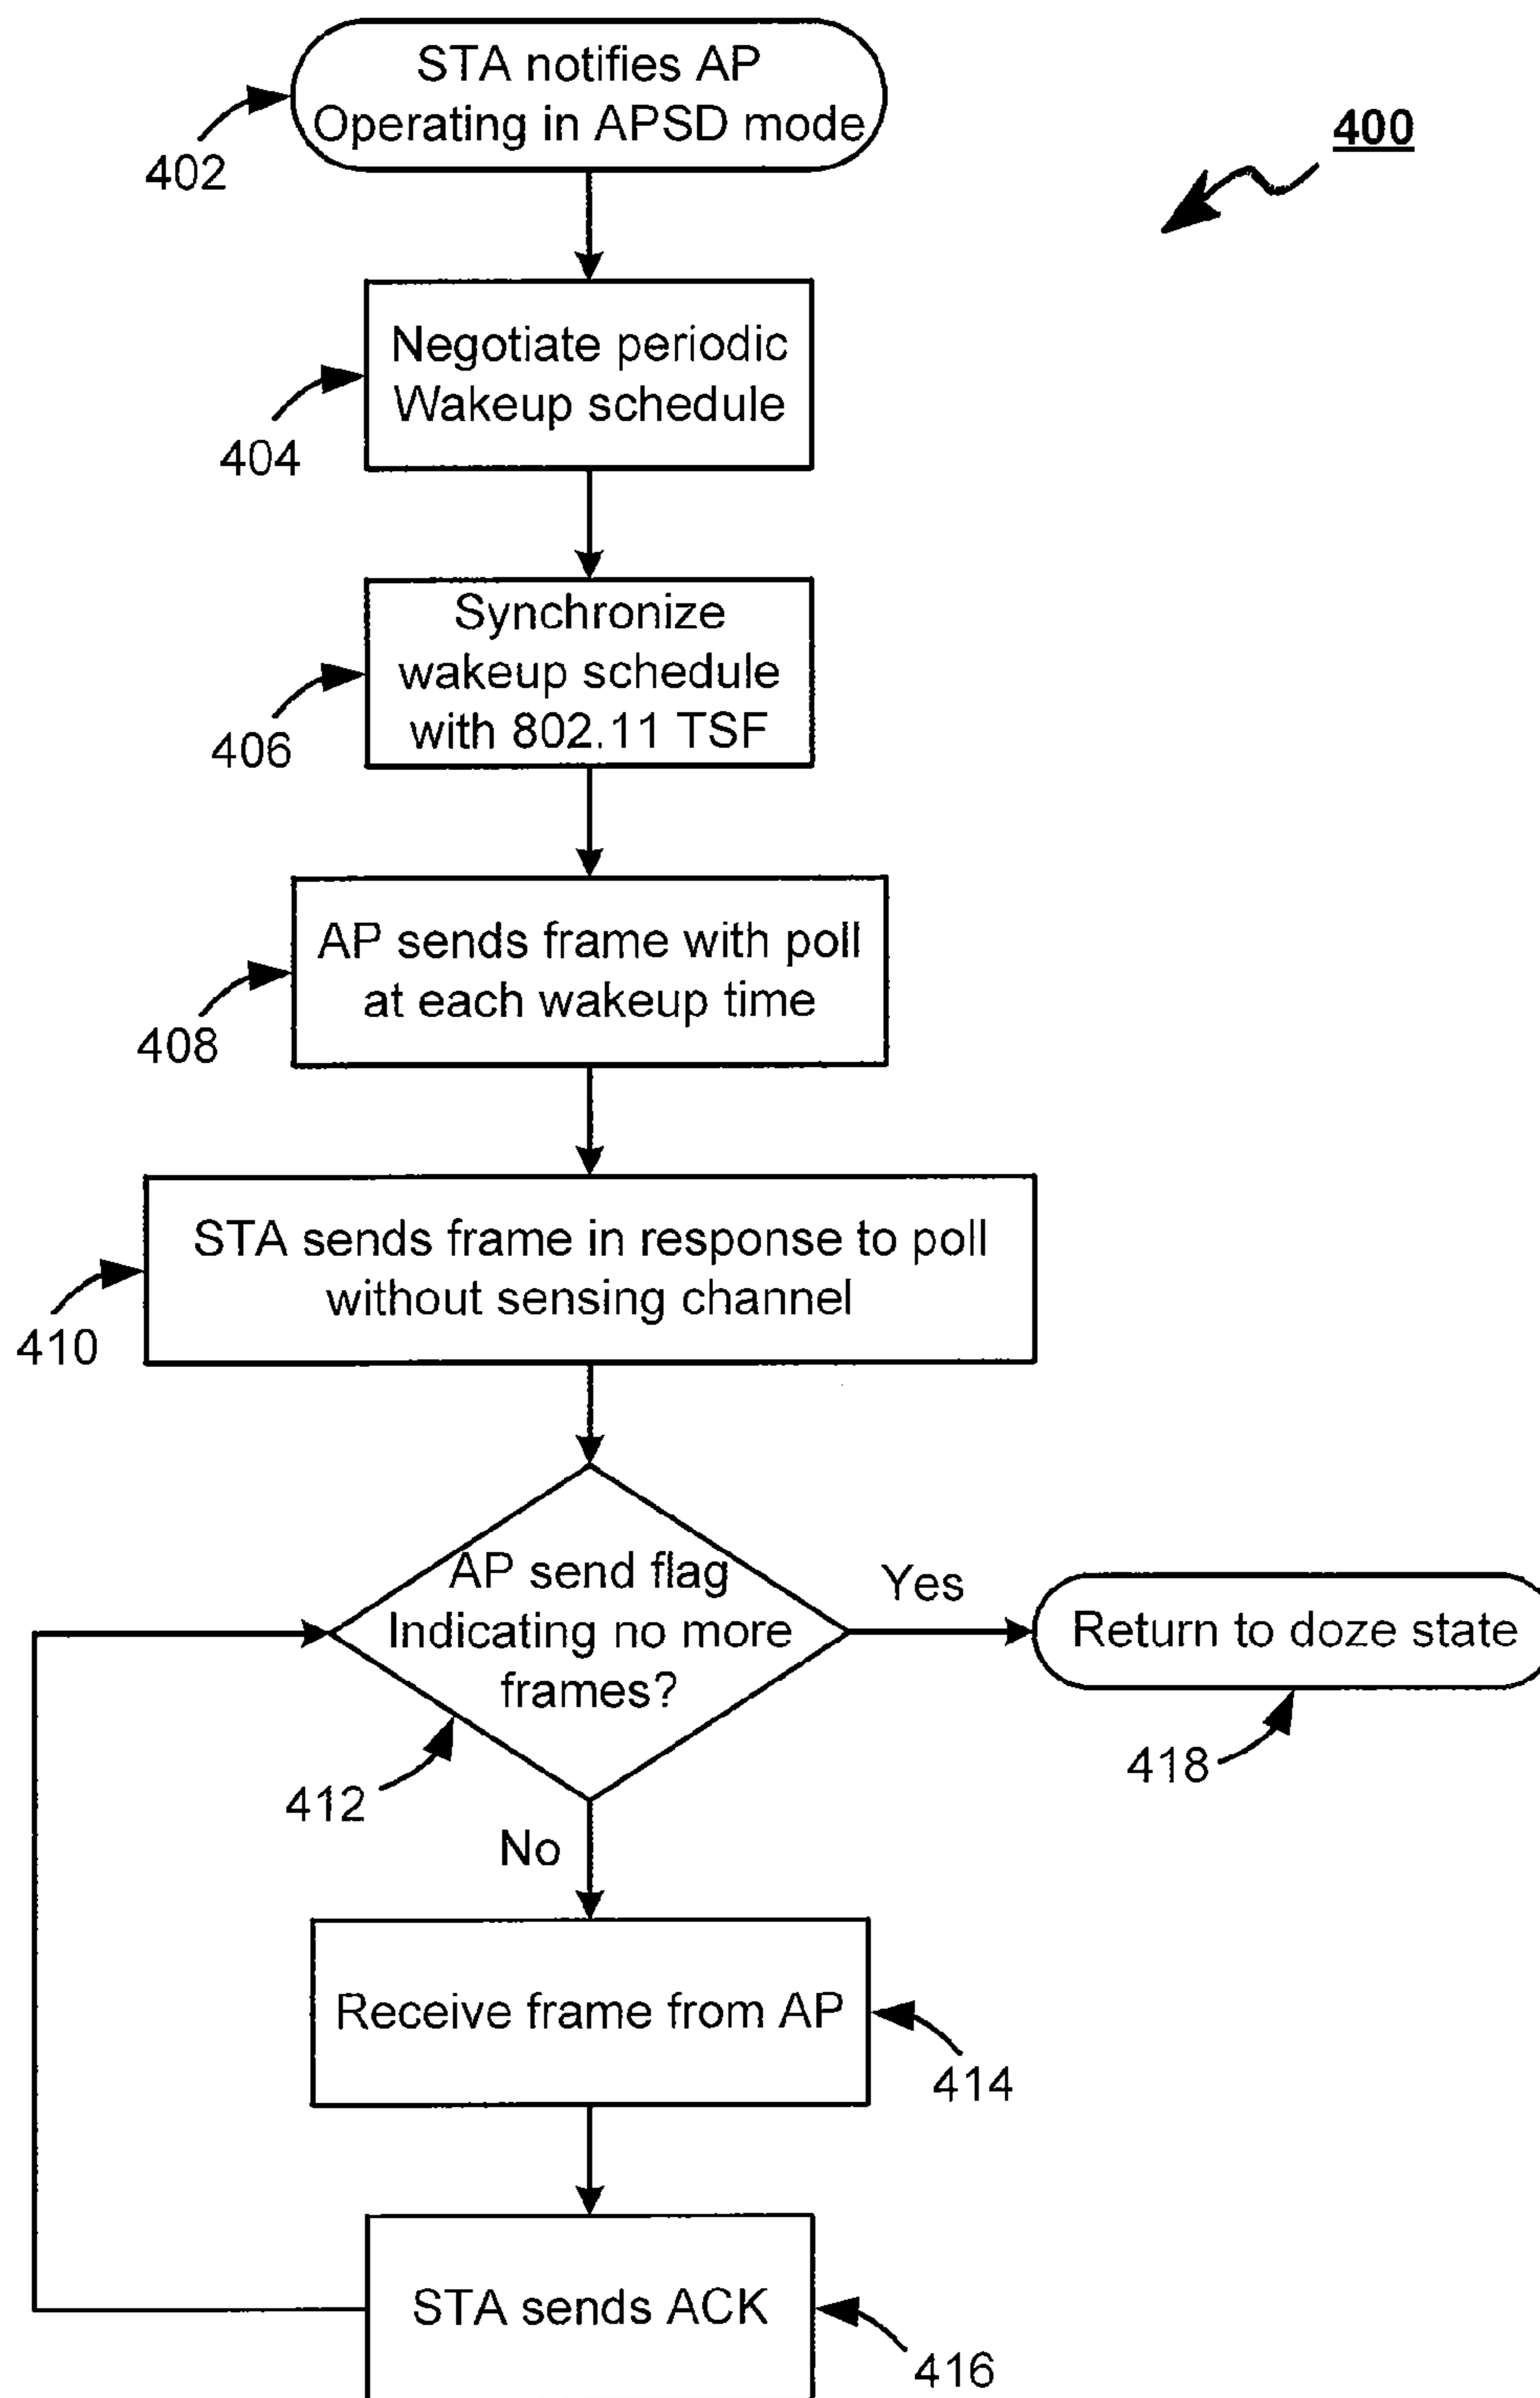 STA notifies AP
Operating in APSD mode
402
400
Negotiate periodic
Wakeup schedule
404
Synchronize
wakeup schedule
with 802.11 TSF
406
AP sends frame with poll
at each wakeup time
408
STA sends frame in response to poll
without sensing channel
410
AP send flag
Indicating no more
frames?
Yes
Return to doze state
412
418
No
Receive frame from AP
414
STA sends ACK
416